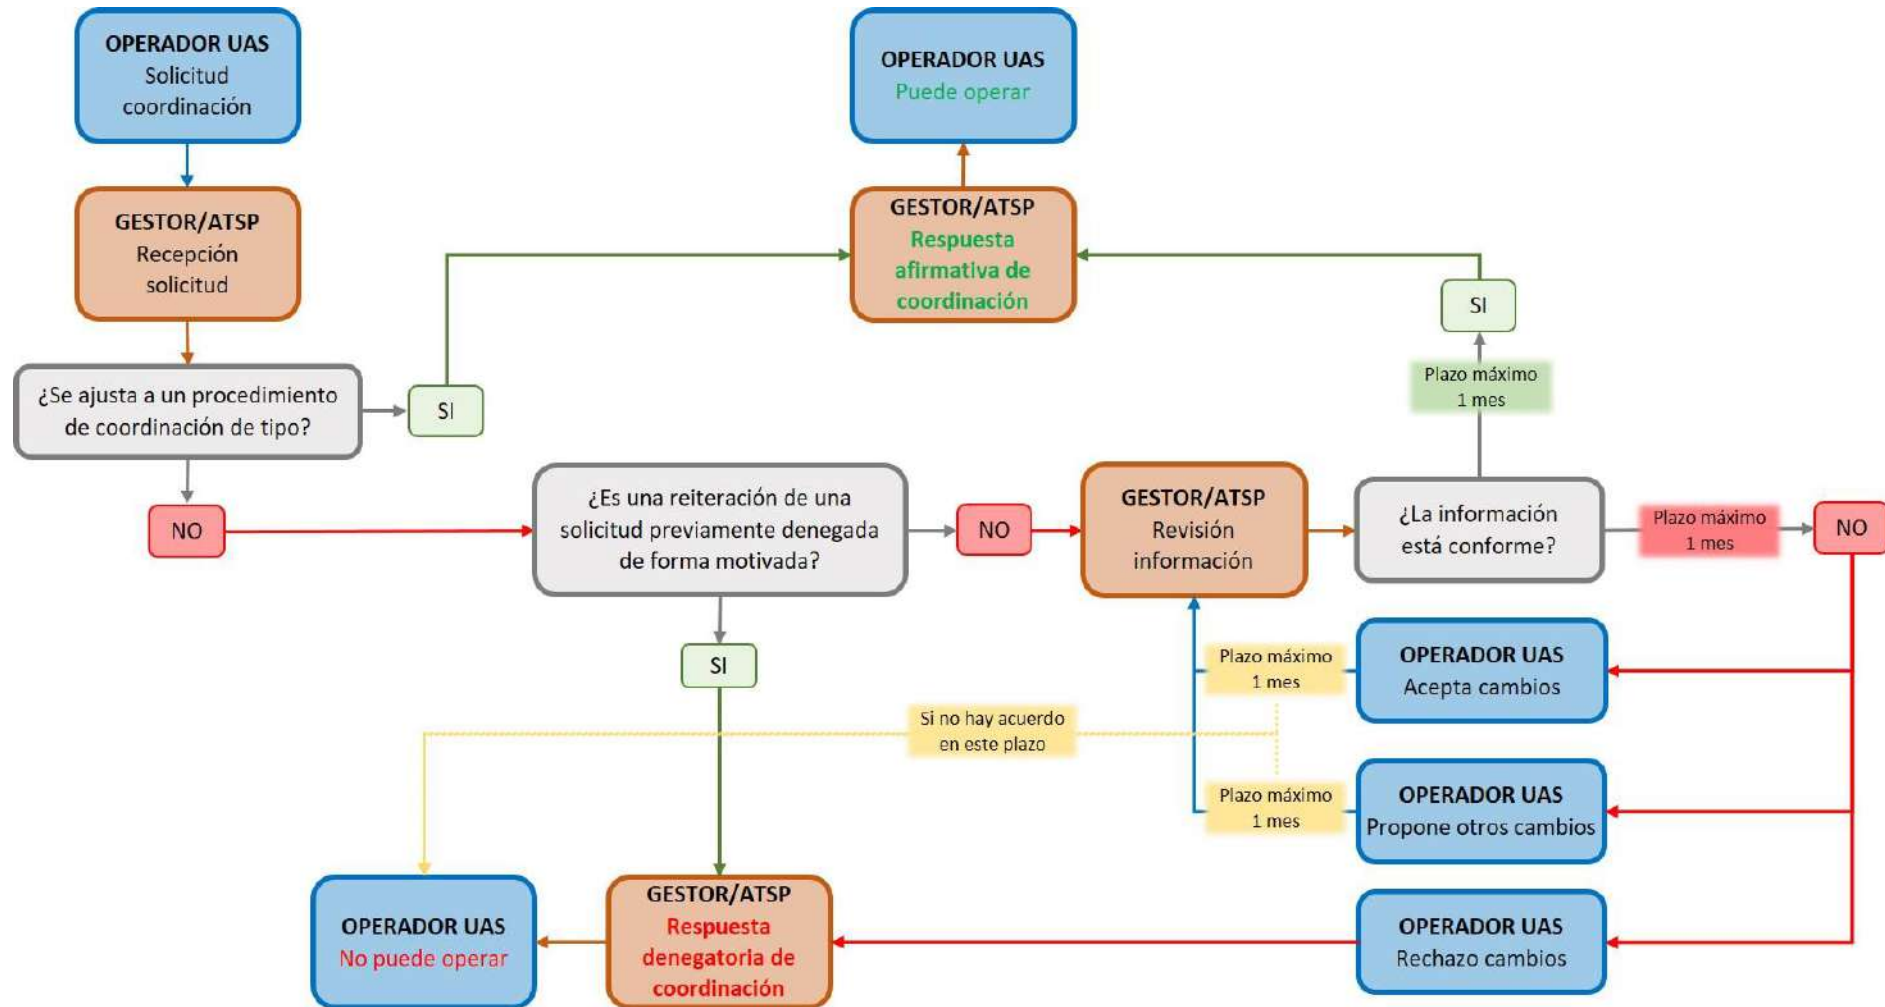 OPERADOR UAS
Solicitud
coordinación
OPERADOR UAS
Puede operar
GESTOR/ATSP
Recepción
solicitud
GESTOR/ATSP
Respuesta
afirmativa de
coordinación
SI
Plazo máximo
1 mes
¿Se ajusta a un procedimiento
de coordinación de tipo?
SI
NO
¿Es una reiteración de una
solicitud previamente denegada
de forma motivada?
NO
GESTOR/ATSP
Revisión
información
¿La información
está conforme?
Plazo máximo
1 mes
NO
SI
Plazo máximo
1 mes
OPERADOR UAS
Acepta cambios
Si no hay acuerdo
en este plazo
Plazo máximo
1 mes
OPERADOR UAS
Propone otros cambios
OPERADOR UAS
No puede operar
GESTOR/ATSP
Respuesta
denegatoria de
coordinación
OPERADOR UAS
Rechazo cambios